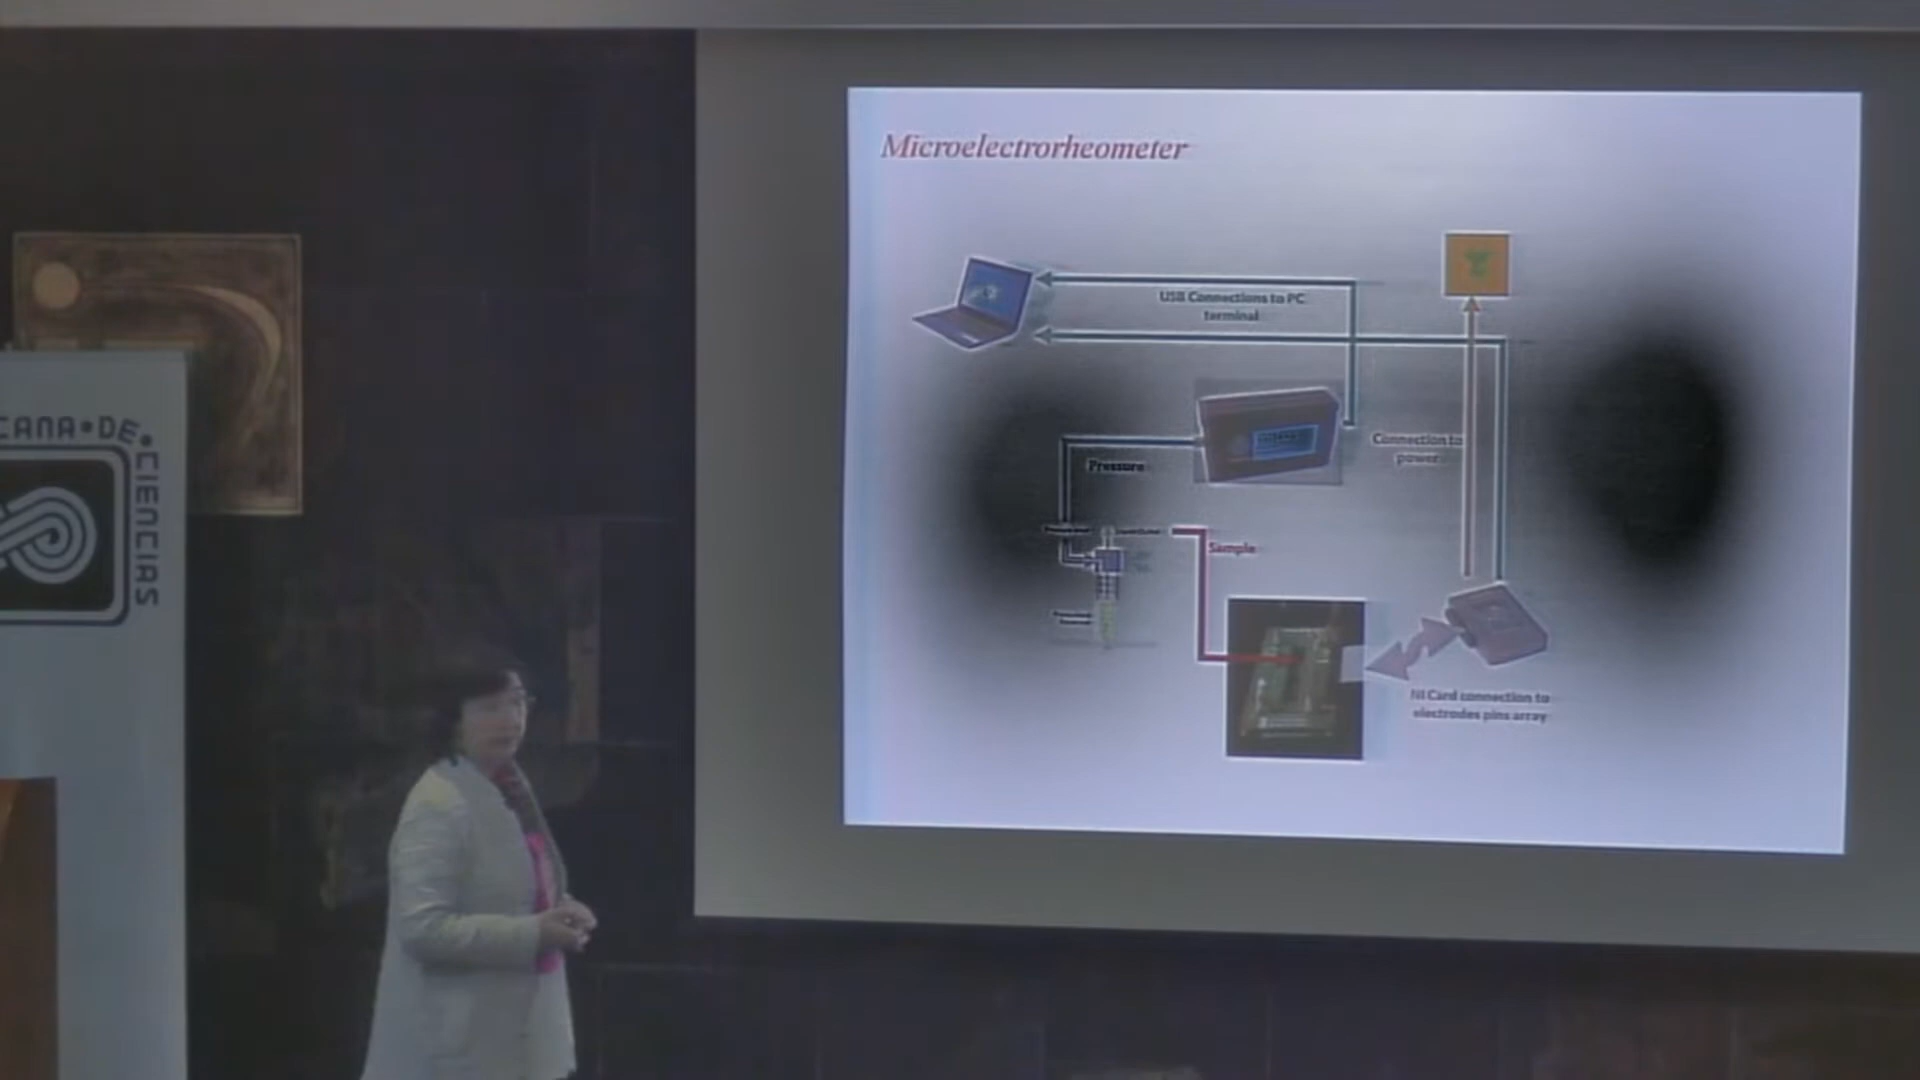 Microelectrorheometer
USB Connections to PC
terminal
Connection to
power
Pressure
Sample
NI Card connection to
electrodes pins array
CANA•DE•CIENCIAS